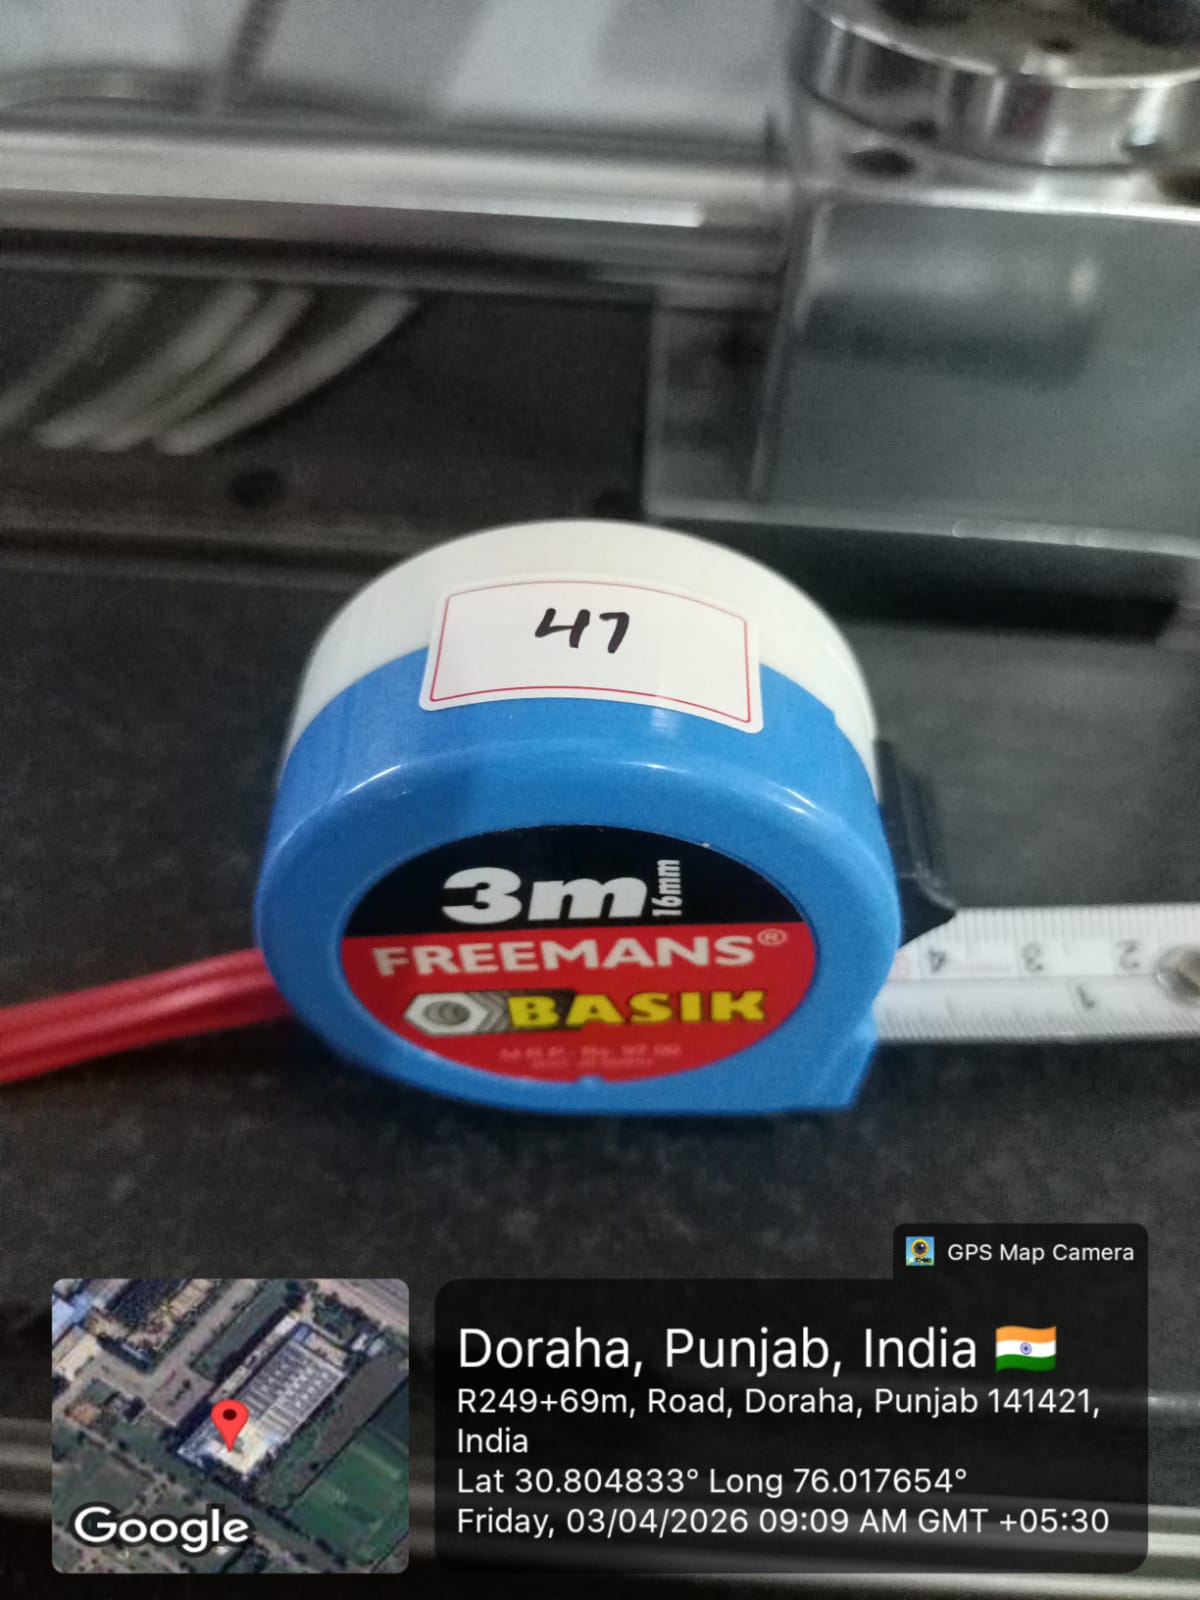 47
3m 16mm
FREEMANS®
BASIK
4 3 2
1
GPS Map Camera
Doraha, Punjab, India
R249+69m, Road, Doraha, Punjab 141421,
India
Lat 30.804833° Long 76.017654°
Friday, 03/04/2026 09:09 AM GMT +05:30
Google